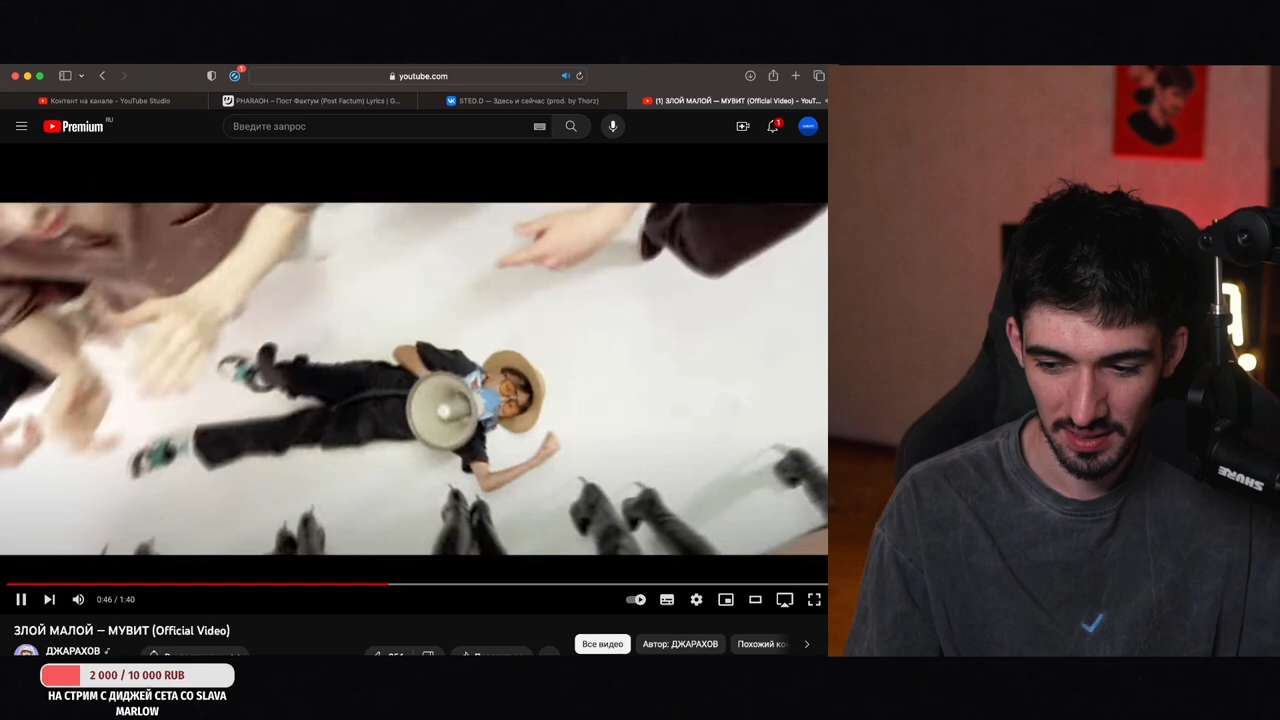 youtube.com
Контент на канале - YouTube Studio
PHARAOH – Пост Фактум (Post Factum) Lyrics | G...
STED.D — Здесь и сейчас (prod. by Thorz)
(1) ЗЛОЙ МАЛОЙ — МУВИТ (Official Video) - YouT...
Premium RU
Введите запрос
1
SHURE
0:46 / 1:40
ЗЛОЙ МАЛОЙ — МУВИТ (Official Video)
ДЖАРАХОВ
Все видео
Автор: ДЖАРАХОВ
Похожий ко
2 000 / 10 000 RUB
НА СТРИМ С ДИДЖЕЙ СЕТА СО SLAVA
MARLOW